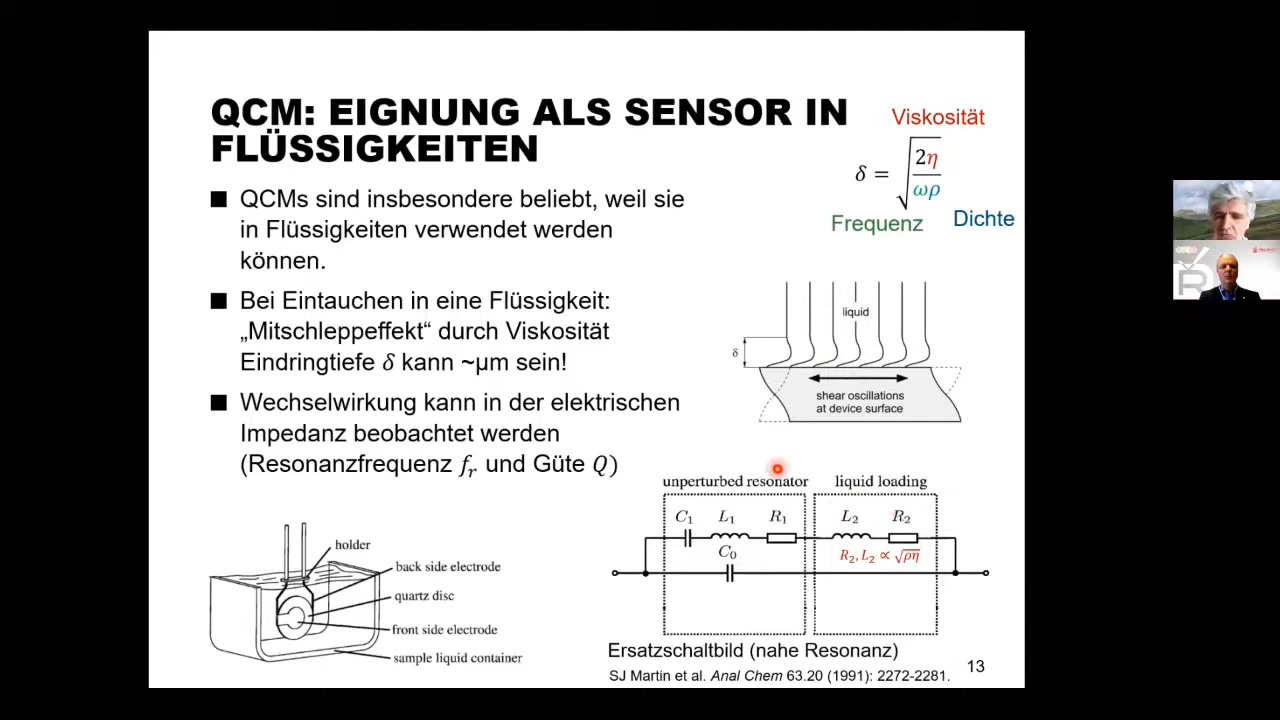 QCM: EIGNUNG ALS SENSOR IN
FLÜSSIGKEITEN
■ QCMs sind insbesondere beliebt, weil sie
in Flüssigkeiten verwendet werden
können.
■ Bei Eintauchen in eine Flüssigkeit:
„Mitschleppeffekt“ durch Viskosität
Eindringtiefe δ kann ~µm sein!
■ Wechselwirkung kann in der elektrischen
Impedanz beobachtet werden
(Resonanzfrequenz fᵣ und Güte Q)
Viskosität
δ = √(2η/ωρ)
Frequenz
Dichte
liquid
δ
shear oscillations
at device surface
holder
back side electrode
quartz disc
front side electrode
sample liquid container
unperturbed resonator
liquid loading
C₁ L₁ R₁ L₂ R₂
C₀
R₂, L₂ ∝ √ρη
Ersatzschaltbild (nahe Resonanz)
SJ Martin et al. Anal Chem 63.20 (1991): 2272-2281.
13